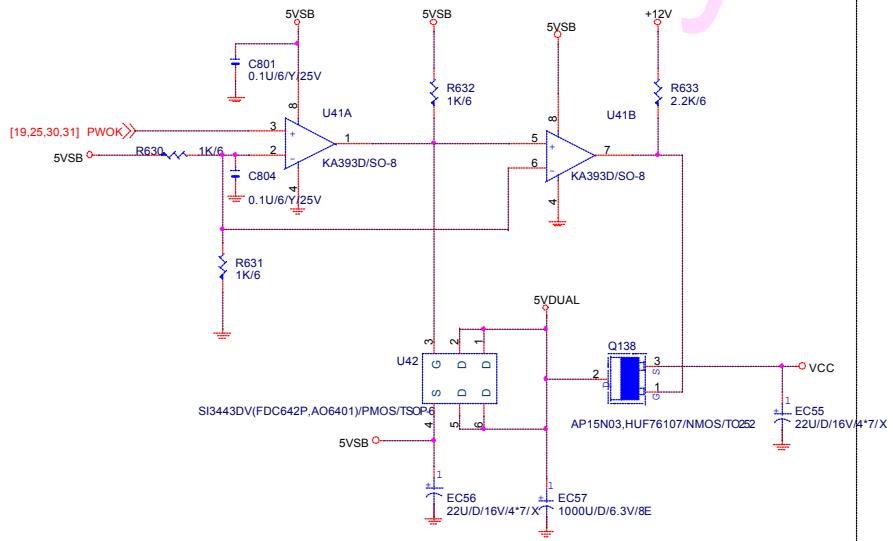 5VSB
5VSB
+12V
5VSB
C801
0.1U/6/Y/25V
R632
1K/6
R633
2.2K/6
8
U41A
8
U41B
[19,25,30,31] PWOK
3
+
1
5
+
7
5VSB
R630
1K/6
2
-
6
-
KA393D/SO-8
KA393D/SO-8
C804
0.1U/6/Y/25V
4
4
R631
1K/6
5VDUAL
3
2
1
Q138
U42
G
D
D
2
D
3
S
VCC
S
D
D
1
G
SI3443DV(FDC642P,AO6401)/PMOS/TSOP-6
AP15N03,HUF76107/NMOS/TO252
1
+
EC55
22U/D/16V/4*7/X
4
5
6
5VSB
1
+
EC56
22U/D/16V/4*7/X
1
+
EC57
1000U/D/6.3V/8E